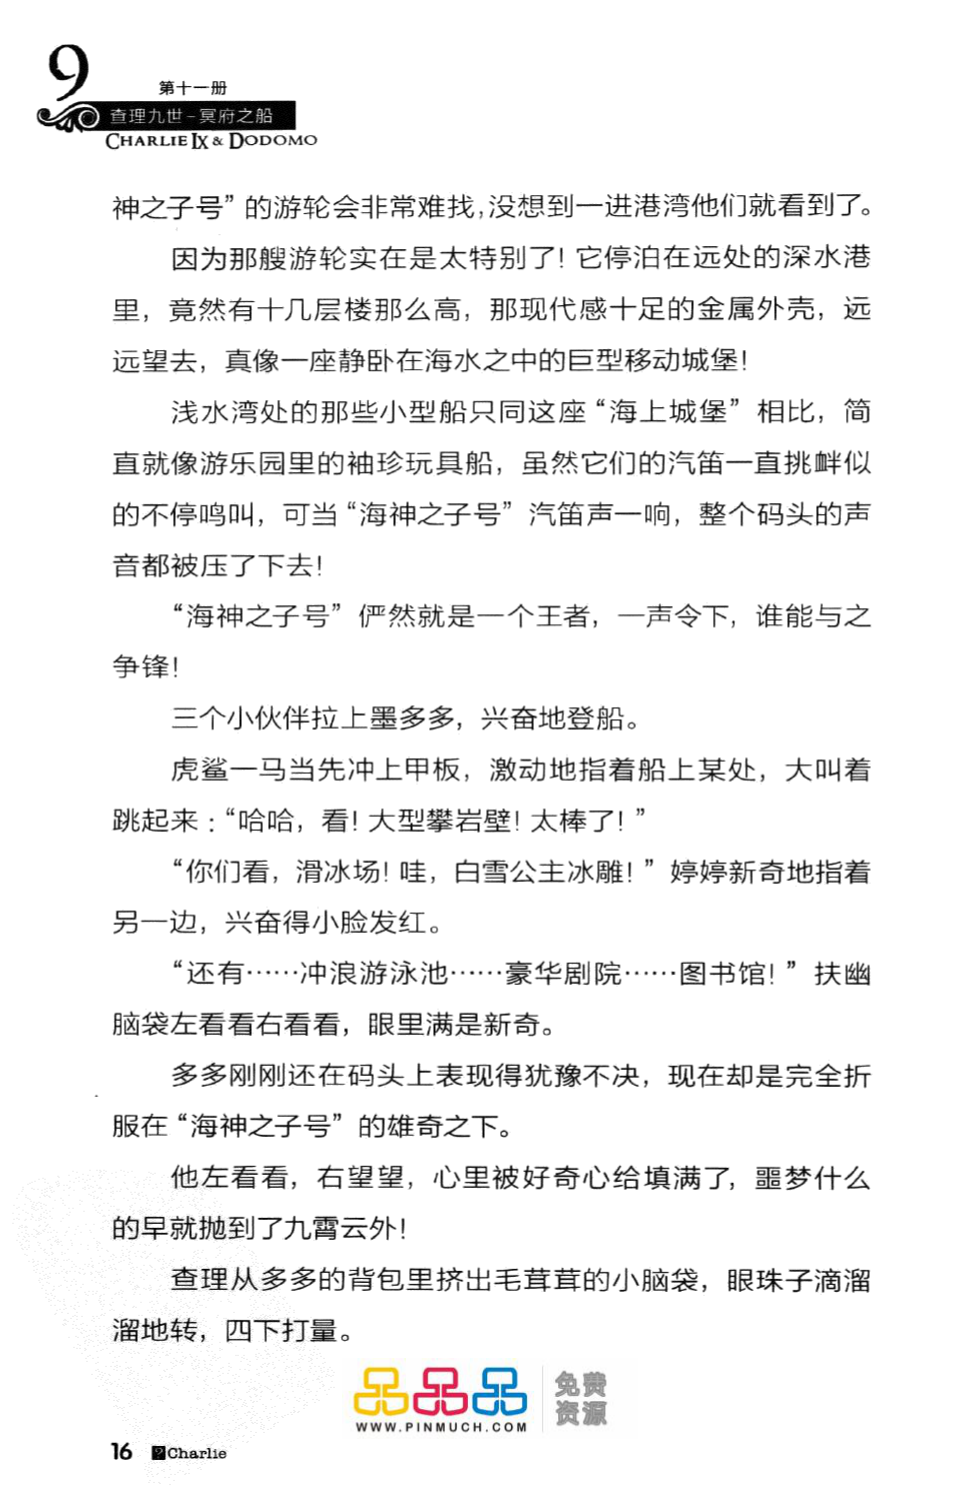 9
第十一册
查理九世-冥府之船
CHARLIE IX & DODOMO
神之子号”的游轮会非常难找,没想到一进港湾他们就看到了。
因为那艘游轮实在是太特别了！它停泊在远处的深水港
里，竟然有十几层楼那么高，那现代感十足的金属外壳，远
远望去，真像一座静卧在海水之中的巨型移动城堡！
浅水湾处的那些小型船只同这座“海上城堡”相比，简
直就像游乐园里的袖珍玩具船，虽然它们的汽笛一直挑衅似
的不停鸣叫，可当“海神之子号”汽笛声一响，整个码头的声
音都被压了下去！
“海神之子号”俨然就是一个王者，一声令下，谁能与之
争锋！
三个小伙伴拉上墨多多，兴奋地登船。
虎鲨一马当先冲上甲板，激动地指着船上某处，大叫着
跳起来：“哈哈，看！大型攀岩壁！太棒了！”
“你们看，滑冰场！哇，白雪公主冰雕！”婷婷新奇地指着
另一边，兴奋得小脸发红。
“还有……冲浪游泳池……豪华剧院……图书馆！”扶幽
脑袋左看看右看看，眼里满是新奇。
多多刚刚还在码头上表现得犹豫不决，现在却是完全折
服在“海神之子号”的雄奇之下。
他左看看，右望望，心里被好奇心给填满了，噩梦什么
的早就抛到了九霄云外！
查理从多多的背包里挤出毛茸茸的小脑袋，眼珠子滴溜
溜地转，四下打量。
品品品 免费
资源
WWW.PINMUCH.COM
16 ?Charlie